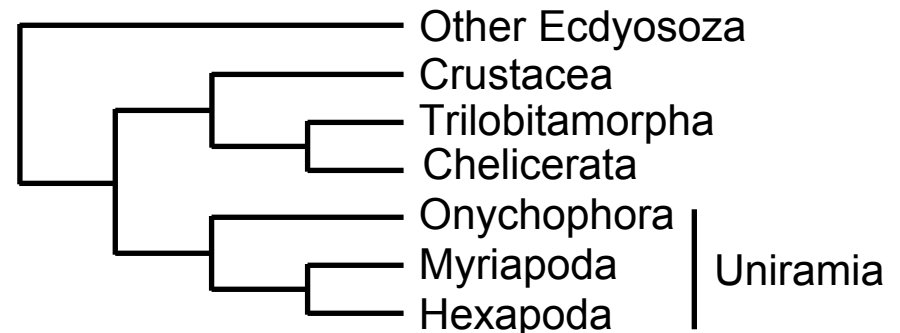 Other Ecdyosoza
Crustacea
Trilobitamorpha
Chelicerata
Onychophora
Myriapoda
Uniramia
Hexapoda